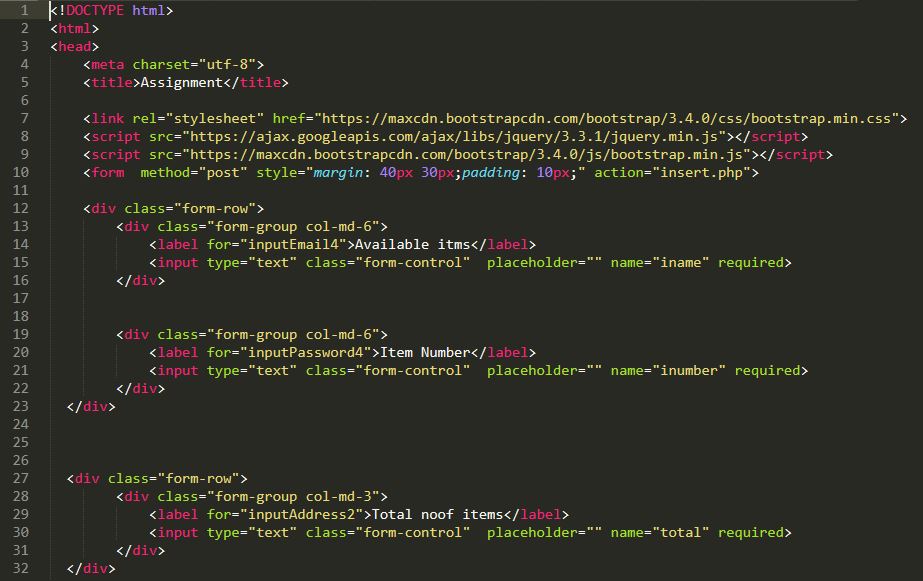 1 <!DOCTYPE html>
2 <html>
3 <head>
4 <meta charset="utf-8">
5 <title>Assignment</title>
6
7 <link rel="stylesheet" href="https://maxcdn.bootstrapcdn.com/bootstrap/3.4.0/css/bootstrap.min.css">
8 <script src="https://ajax.googleapis.com/ajax/libs/jquery/3.3.1/jquery.min.js"></script>
9 <script src="https://maxcdn.bootstrapcdn.com/bootstrap/3.4.0/js/bootstrap.min.js"></script>
10 <form  method="post" style="margin: 40px 30px;padding: 10px;" action="insert.php">
11
12 <div class="form-row">
13 <div class="form-group col-md-6">
14 <label for="inputEmail4">Available itms</label>
15 <input type="text" class="form-control"  placeholder="" name="iname" required>
16 </div>
17
18
19 <div class="form-group col-md-6">
20 <label for="inputPassword4">Item Number</label>
21 <input type="text" class="form-control"  placeholder="" name="inumber" required>
22 </div>
23 </div>
24
25
26
27 <div class="form-row">
28 <div class="form-group col-md-3">
29 <label for="inputAddress2">Total noof items</label>
30 <input type="text" class="form-control"  placeholder="" name="total" required>
31 </div>
32 </div>